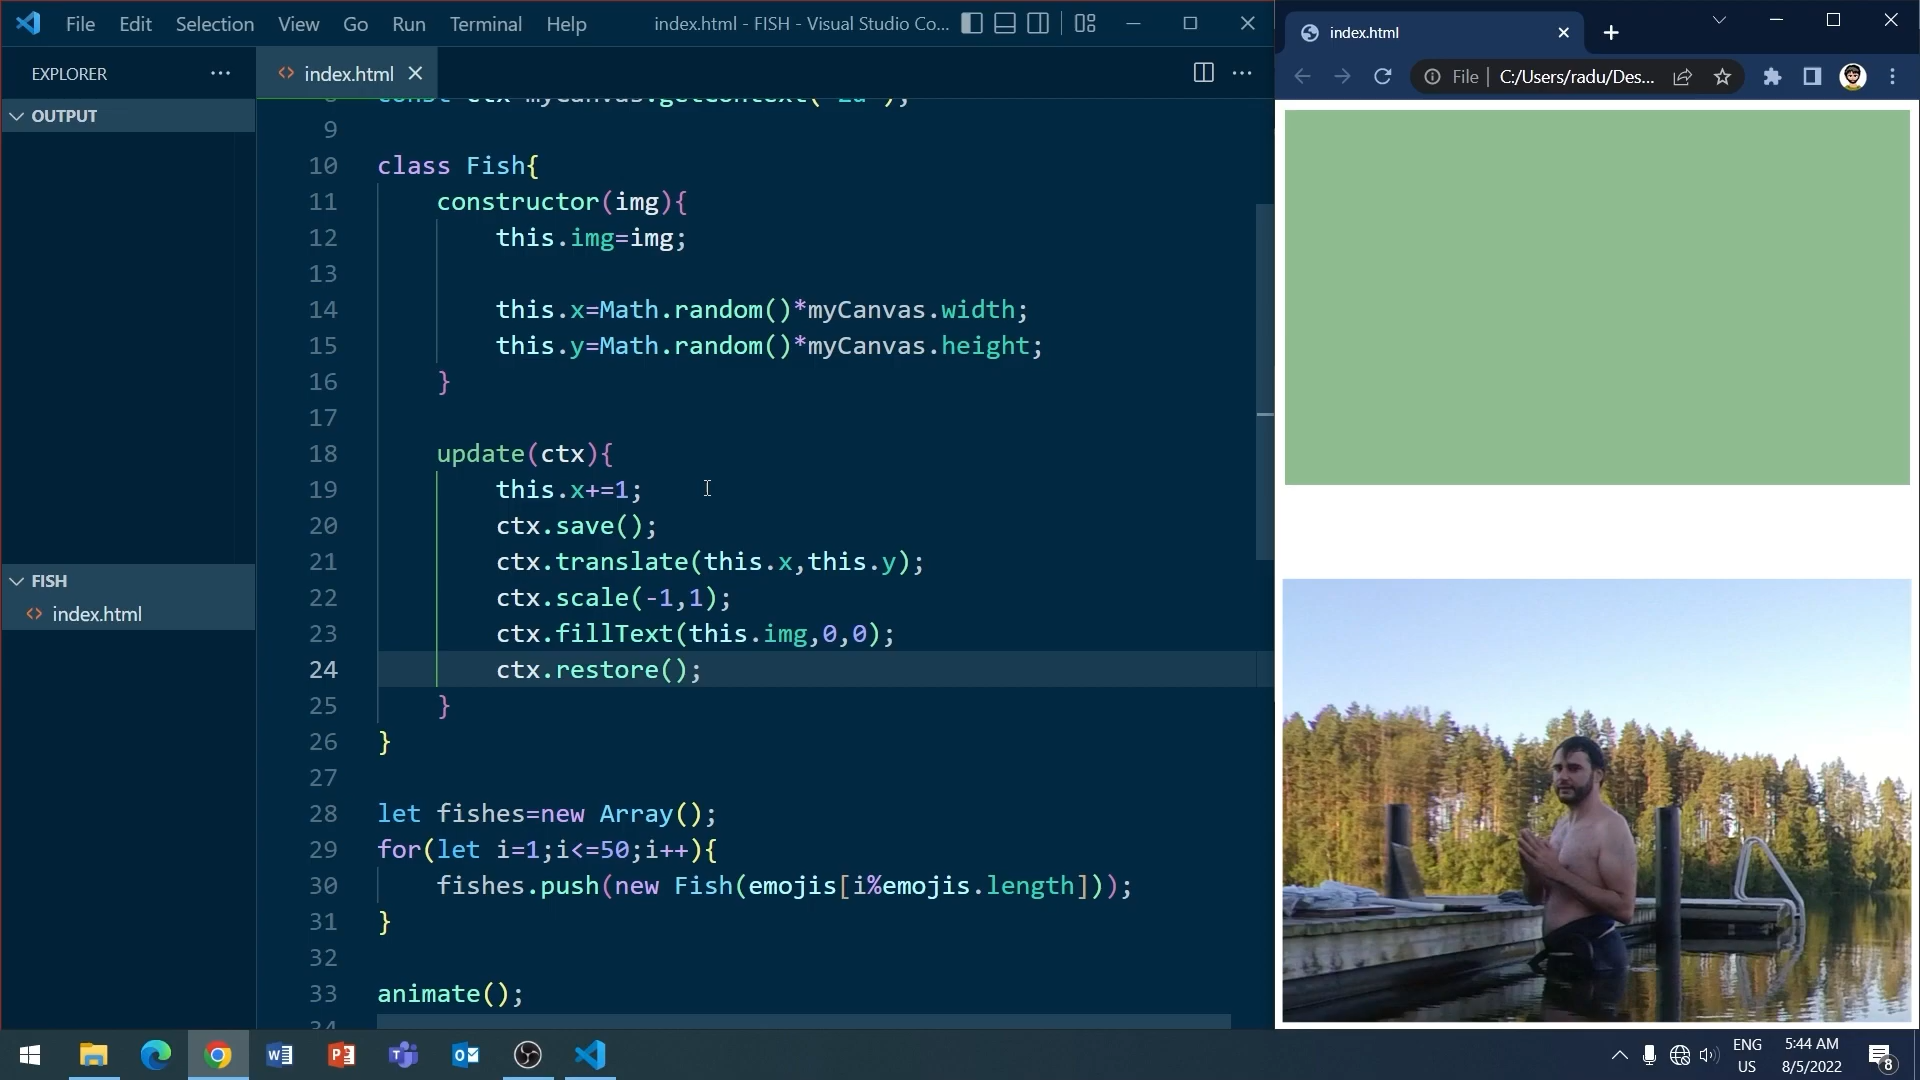 File Edit Selection View Go Run Terminal Help index.html - FISH - Visual Studio Co...
index.html
File C:/Users/radu/Des...
EXPLORER
index.html
OUTPUT
FISH
index.html
9
10 class Fish{
11 constructor(img){
12 this.img=img;
13
14 this.x=Math.random()*myCanvas.width;
15 this.y=Math.random()*myCanvas.height;
16 }
17
18 update(ctx){
19 this.x+=1;
20 ctx.save();
21 ctx.translate(this.x,this.y);
22 ctx.scale(-1,1);
23 ctx.fillText(this.img,0,0);
24 ctx.restore();
25 }
26 }
27
28 let fishes=new Array();
29 for(let i=1;i<=50;i++){
30 fishes.push(new Fish(emojis[i%emojis.length]));
31 }
32
33 animate();
ENG
US
5:44 AM
8/5/2022
8